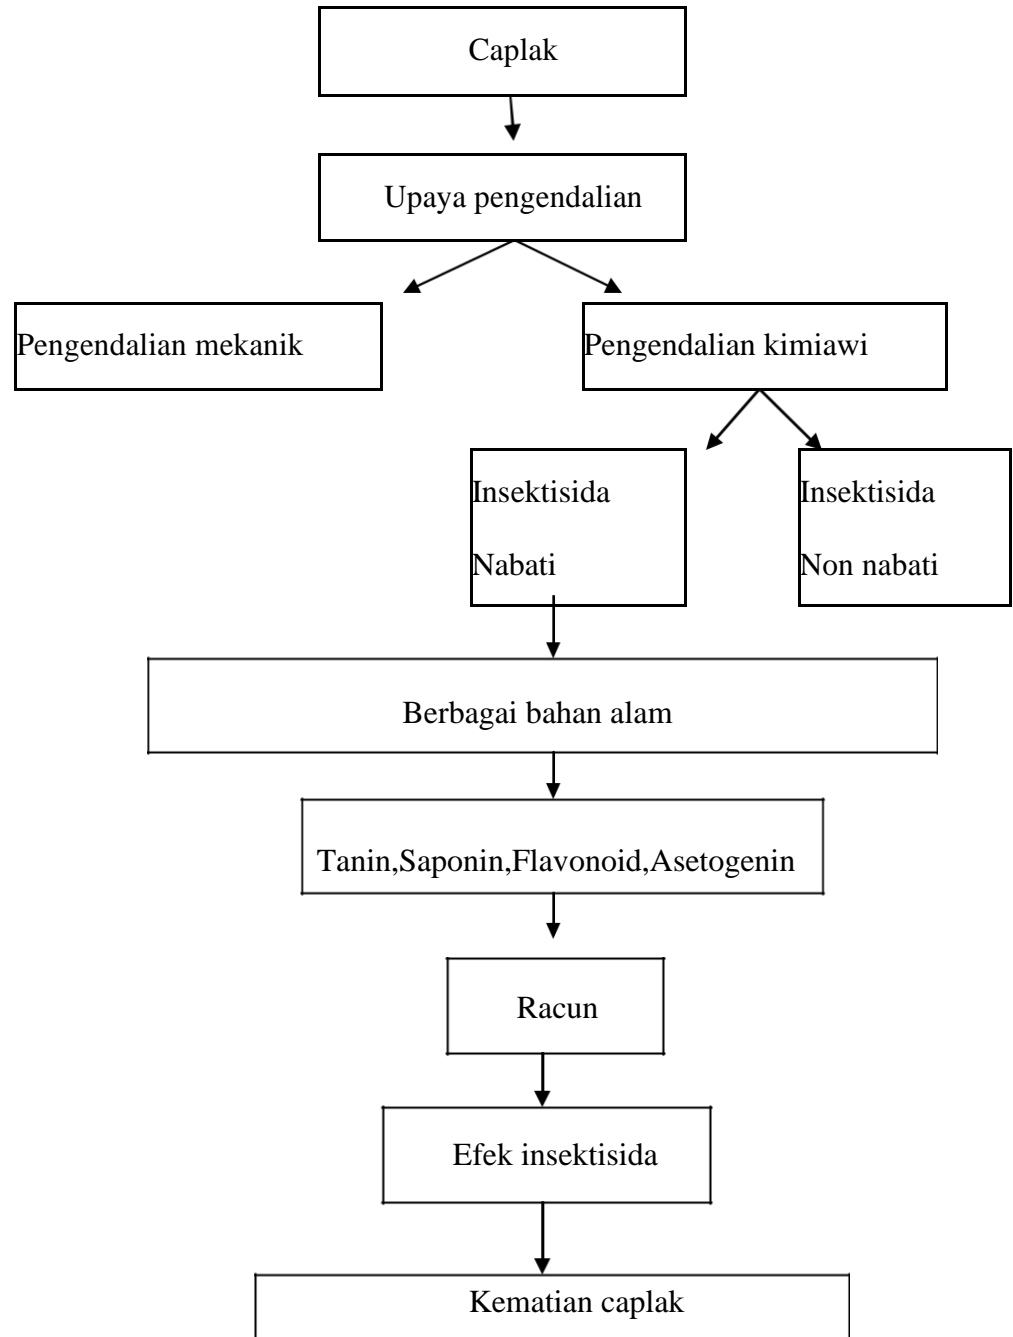 Caplak
Upaya pengendalian
Pengendalian mekanik
Pengendalian kimiawi
Insektisida
Nabati
Insektisida
Non nabati
Berbagai bahan alam
Tanin,Saponin,Flavonoid,Asetogenin
Racun
Efek insektisida
Kematian caplak